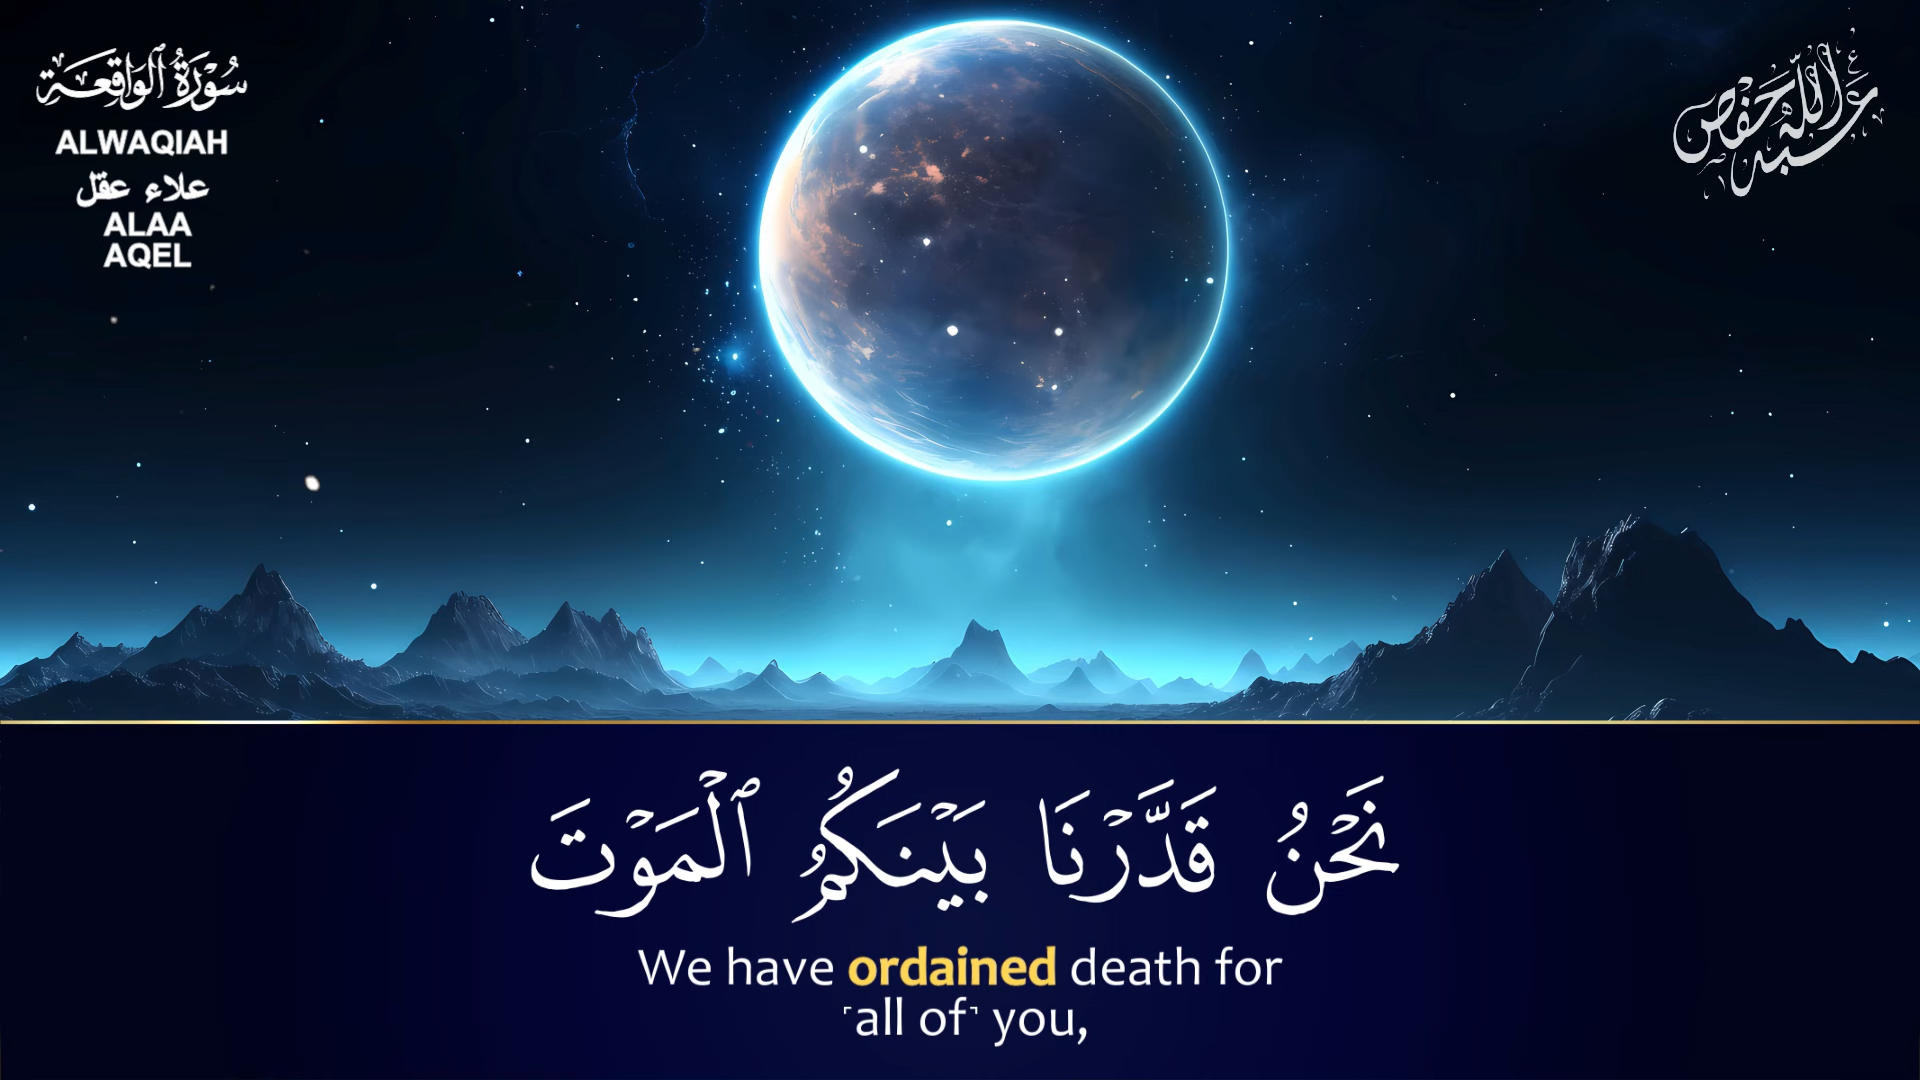 سُورَةُ ٱلْوَاقِعَة
ALWAQIAH
علاء عقل
ALAA
AQEL
نَحْنُ قَدَّرْنَا بَيْنَكُمُ ٱلْمَوْتَ
We have ordained death for
⸢all of⸣ you,